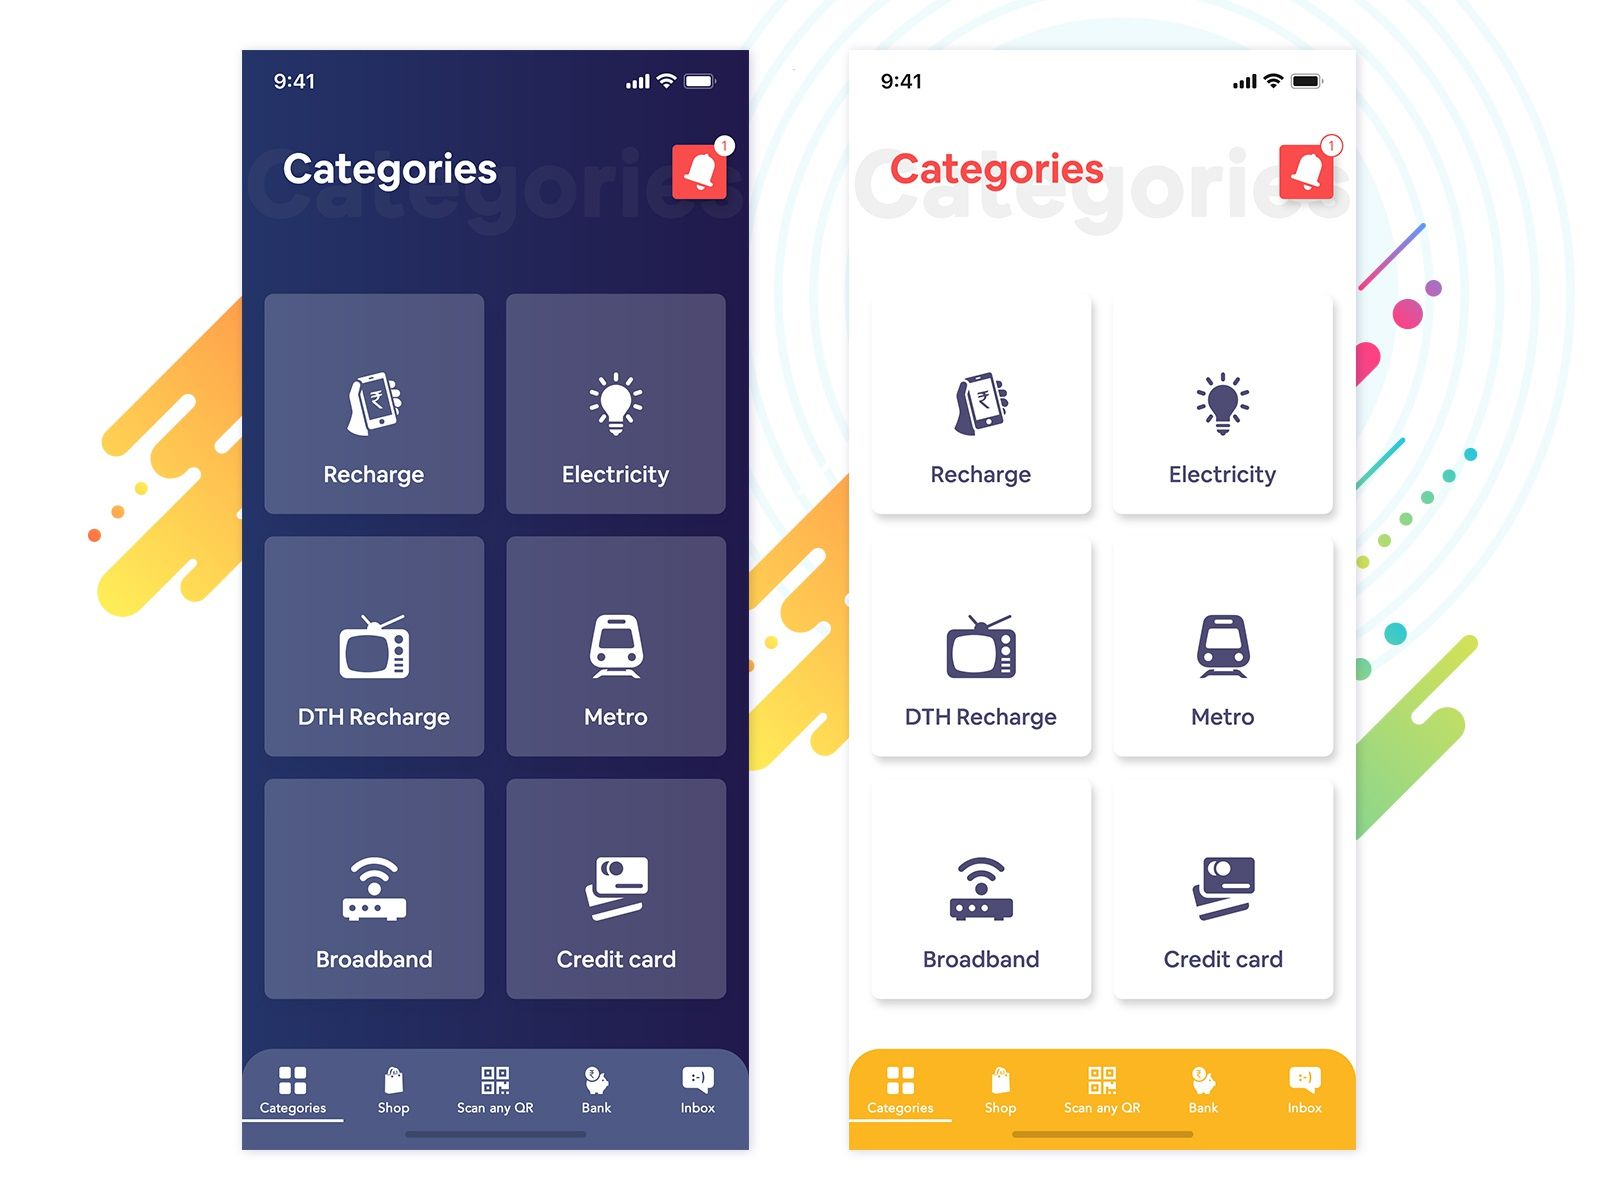 9:41
Categories
Categories
1
₹
Recharge
Electricity
DTH Recharge
Metro
Broadband
Credit card
₹
:-)
Categories
Shop
Scan any QR
Bank
Inbox
9:41
Categories
Categories
1
₹
Recharge
Electricity
DTH Recharge
Metro
Broadband
Credit card
₹
:-)
Categories
Shop
Scan any QR
Bank
Inbox